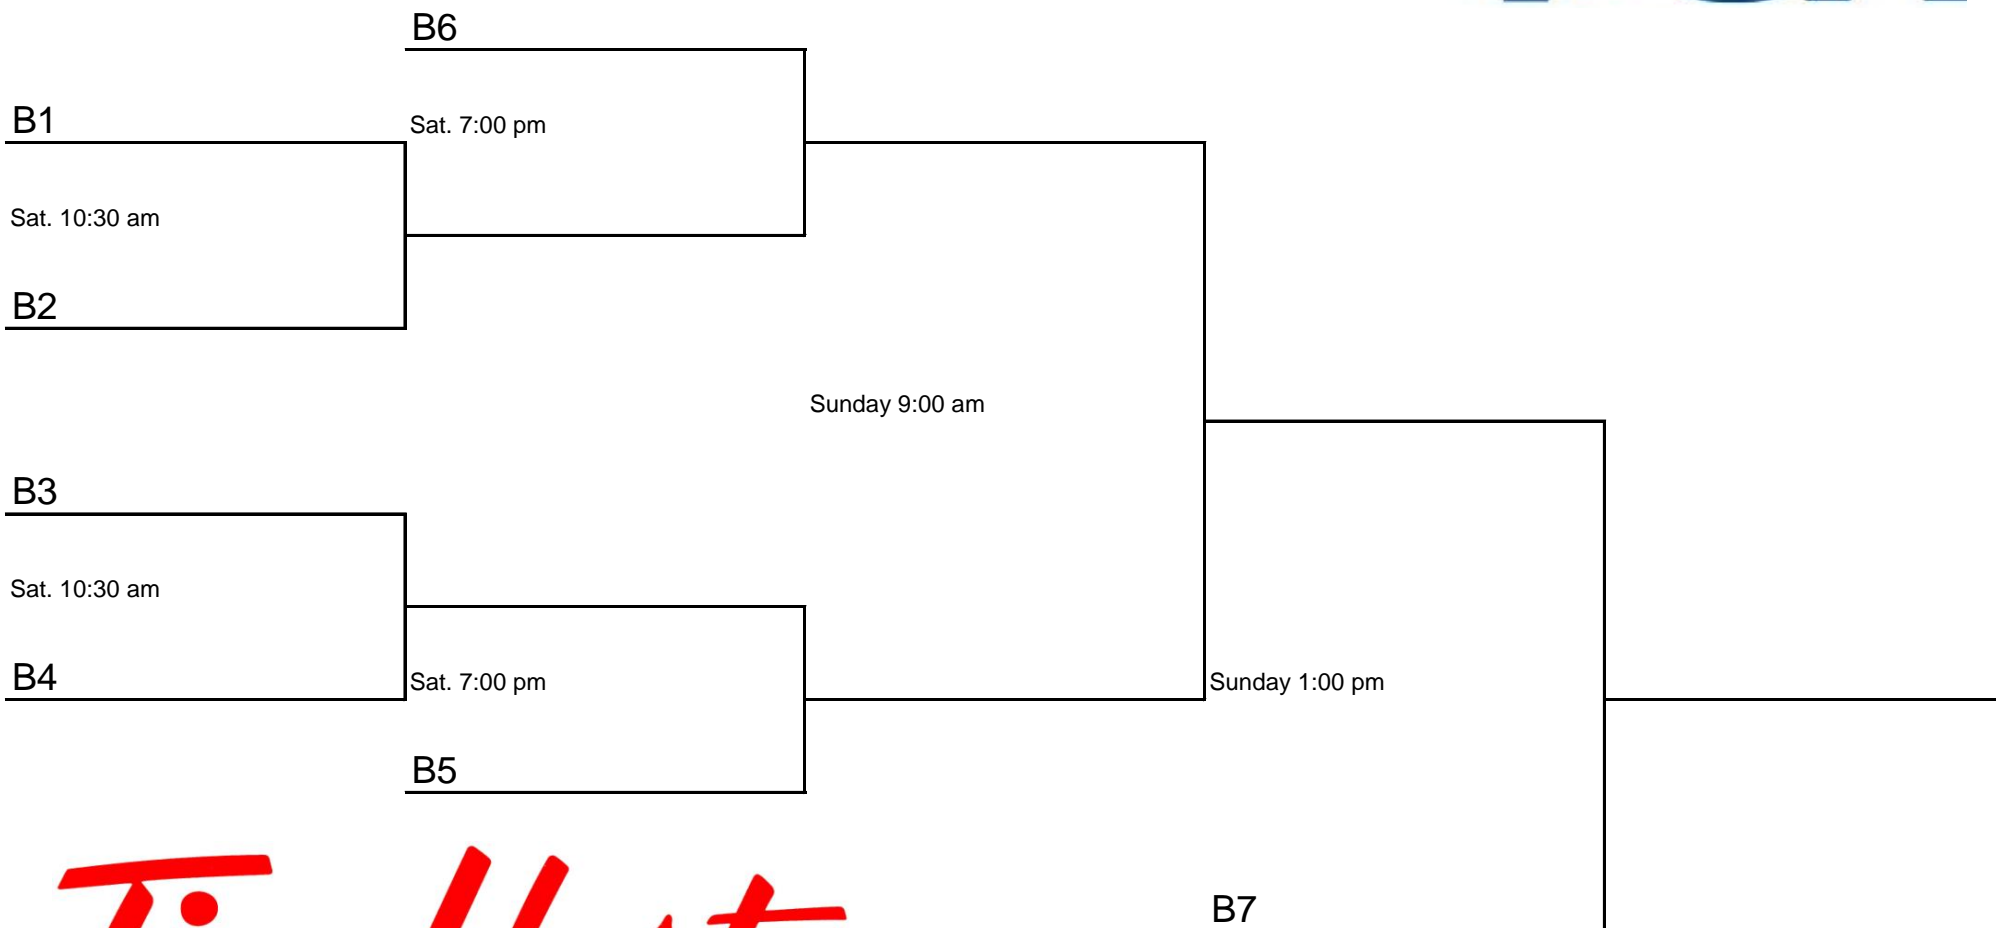 B6
B1
Sat. 7:00 pm
Sat. 10:30 am
B2
Sunday 9:00 am
B3
Sat. 10:30 am
B4
Sat. 7:00 pm
Sunday 1:00 pm
B5
B7